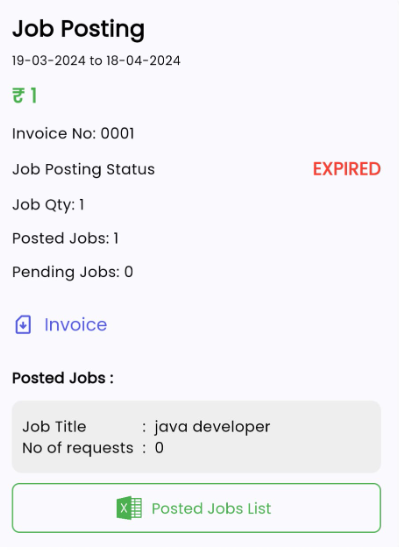 Job Posting
19-03-2024 to 18-04-2024
₹ 1
Invoice No: 0001
Job Posting Status EXPIRED
Job Qty: 1
Posted Jobs: 1
Pending Jobs: 0
Invoice
Posted Jobs :
Job Title : java developer
No of requests : 0
Posted Jobs List